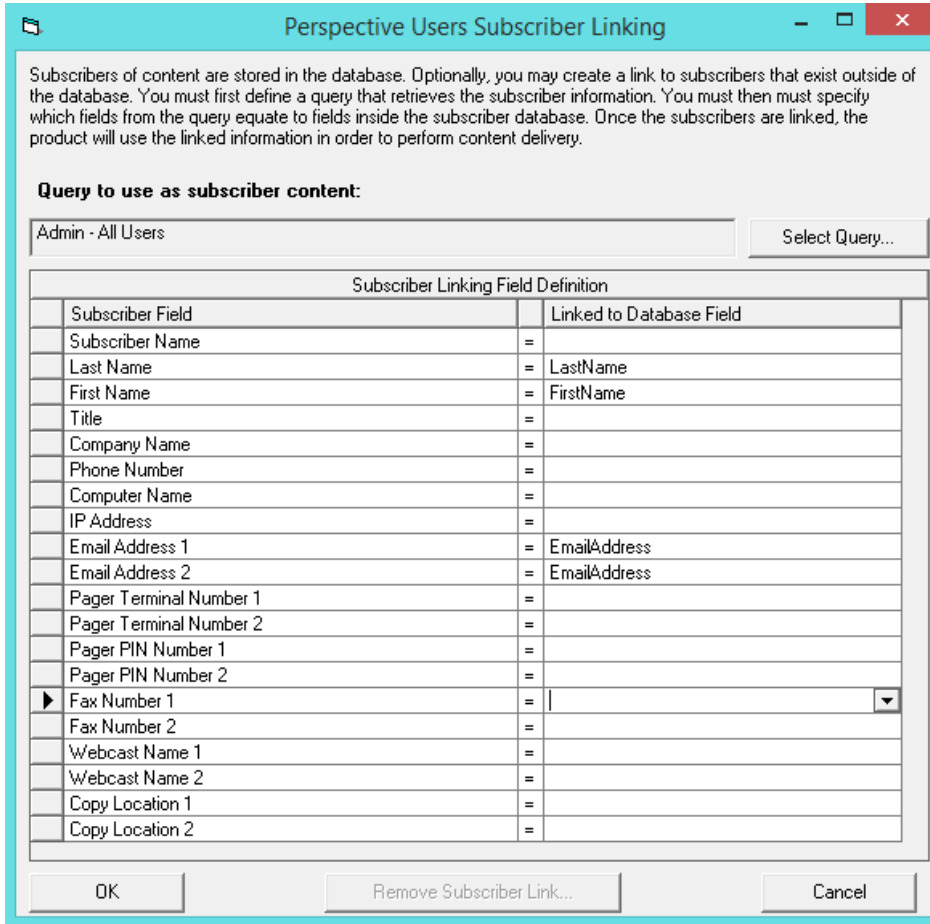 Perspective Users Subscriber Linking
Subscribers of content are stored in the database. Optionally, you may create a link to subscribers that exist outside of
the database. You must first define a query that retrieves the subscriber information. You must then must specify
which fields from the query equate to fields inside the subscriber database. Once the subscribers are linked, the
product will use the linked information in order to perform content delivery.
Query to use as subscriber content:
Admin - All Users Select Query...
Subscriber Linking Field Definition
Subscriber Field Linked to Database Field
Subscriber Name =
Last Name = LastName
First Name = FirstName
Title =
Company Name =
Phone Number =
Computer Name =
IP Address =
Email Address 1 = EmailAddress
Email Address 2 = EmailAddress
Pager Terminal Number 1 =
Pager Terminal Number 2 =
Pager PIN Number 1 =
Pager PIN Number 2 =
Fax Number 1 =
Fax Number 2 =
Webcast Name 1 =
Webcast Name 2 =
Copy Location 1 =
Copy Location 2 =
OK Remove Subscriber Link... Cancel